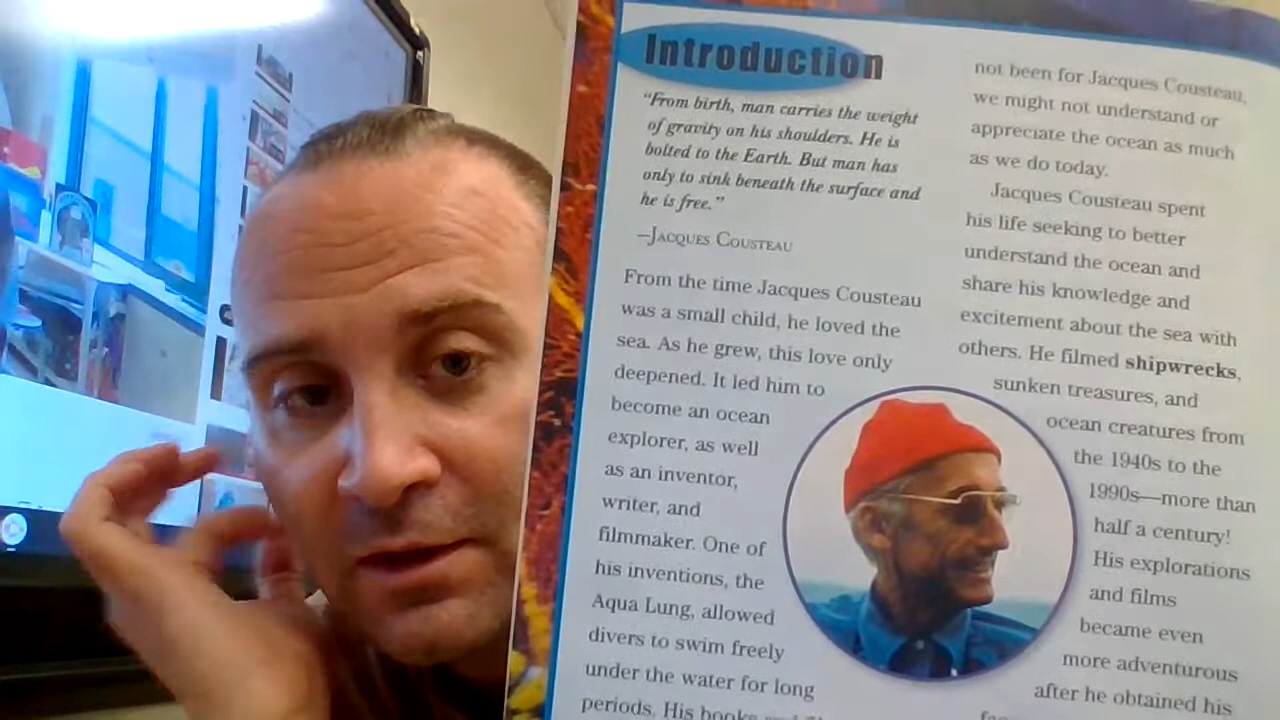 Introduction
"From birth, man carries the weight
of gravity on his shoulders. He is
bolted to the Earth. But man has
only to sink beneath the surface and
he is free."
—Jacques Cousteau
From the time Jacques Cousteau
was a small child, he loved the
sea. As he grew, this love only
deepened. It led him to
become an ocean
explorer, as well
as an inventor,
writer, and
filmmaker. One of
his inventions, the
Aqua Lung, allowed
divers to swim freely
under the water for long
periods. His books
not been for Jacques Cousteau,
we might not understand or
appreciate the ocean as much
as we do today.
Jacques Cousteau spent
his life seeking to better
understand the ocean and
share his knowledge and
excitement about the sea with
others. He filmed shipwrecks,
sunken treasures, and
ocean creatures from
the 1940s to the
1990s—more than
half a century!
His explorations
and films
became even
more adventurous
after he obtained his